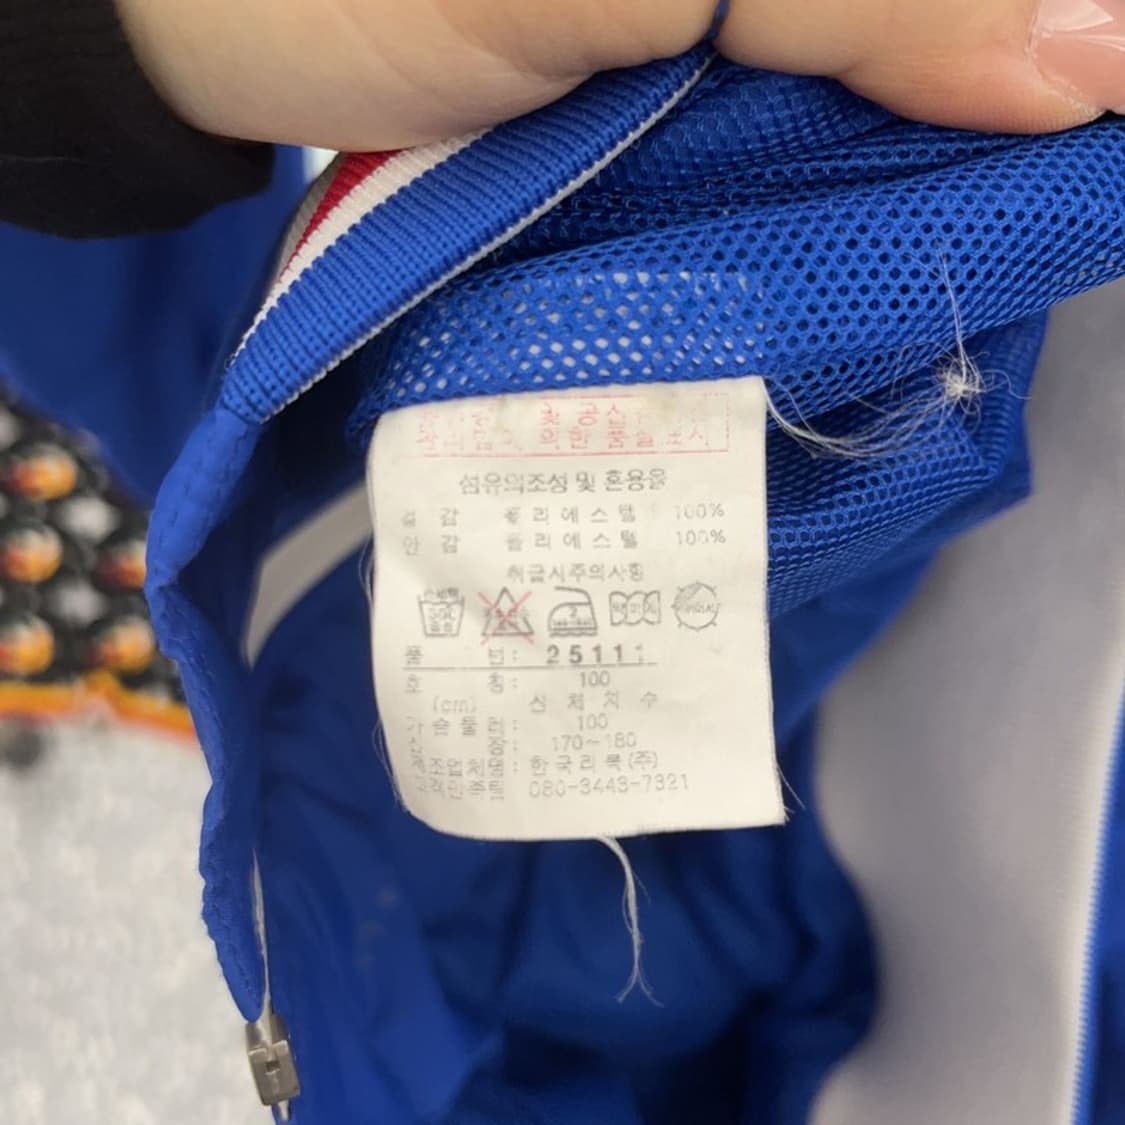 섬유의조성 및 혼용율
겉 감 폴리에스텔 100%
안 감 폴리에스텔 100%
취급시주의사항
품 번: 25111
호 칭: 100
(cm) 신 체 치 수
가 슴 둘 레: 100
신 장: 170~180
제조업체명: 한국리복(주)
080-3443-7321